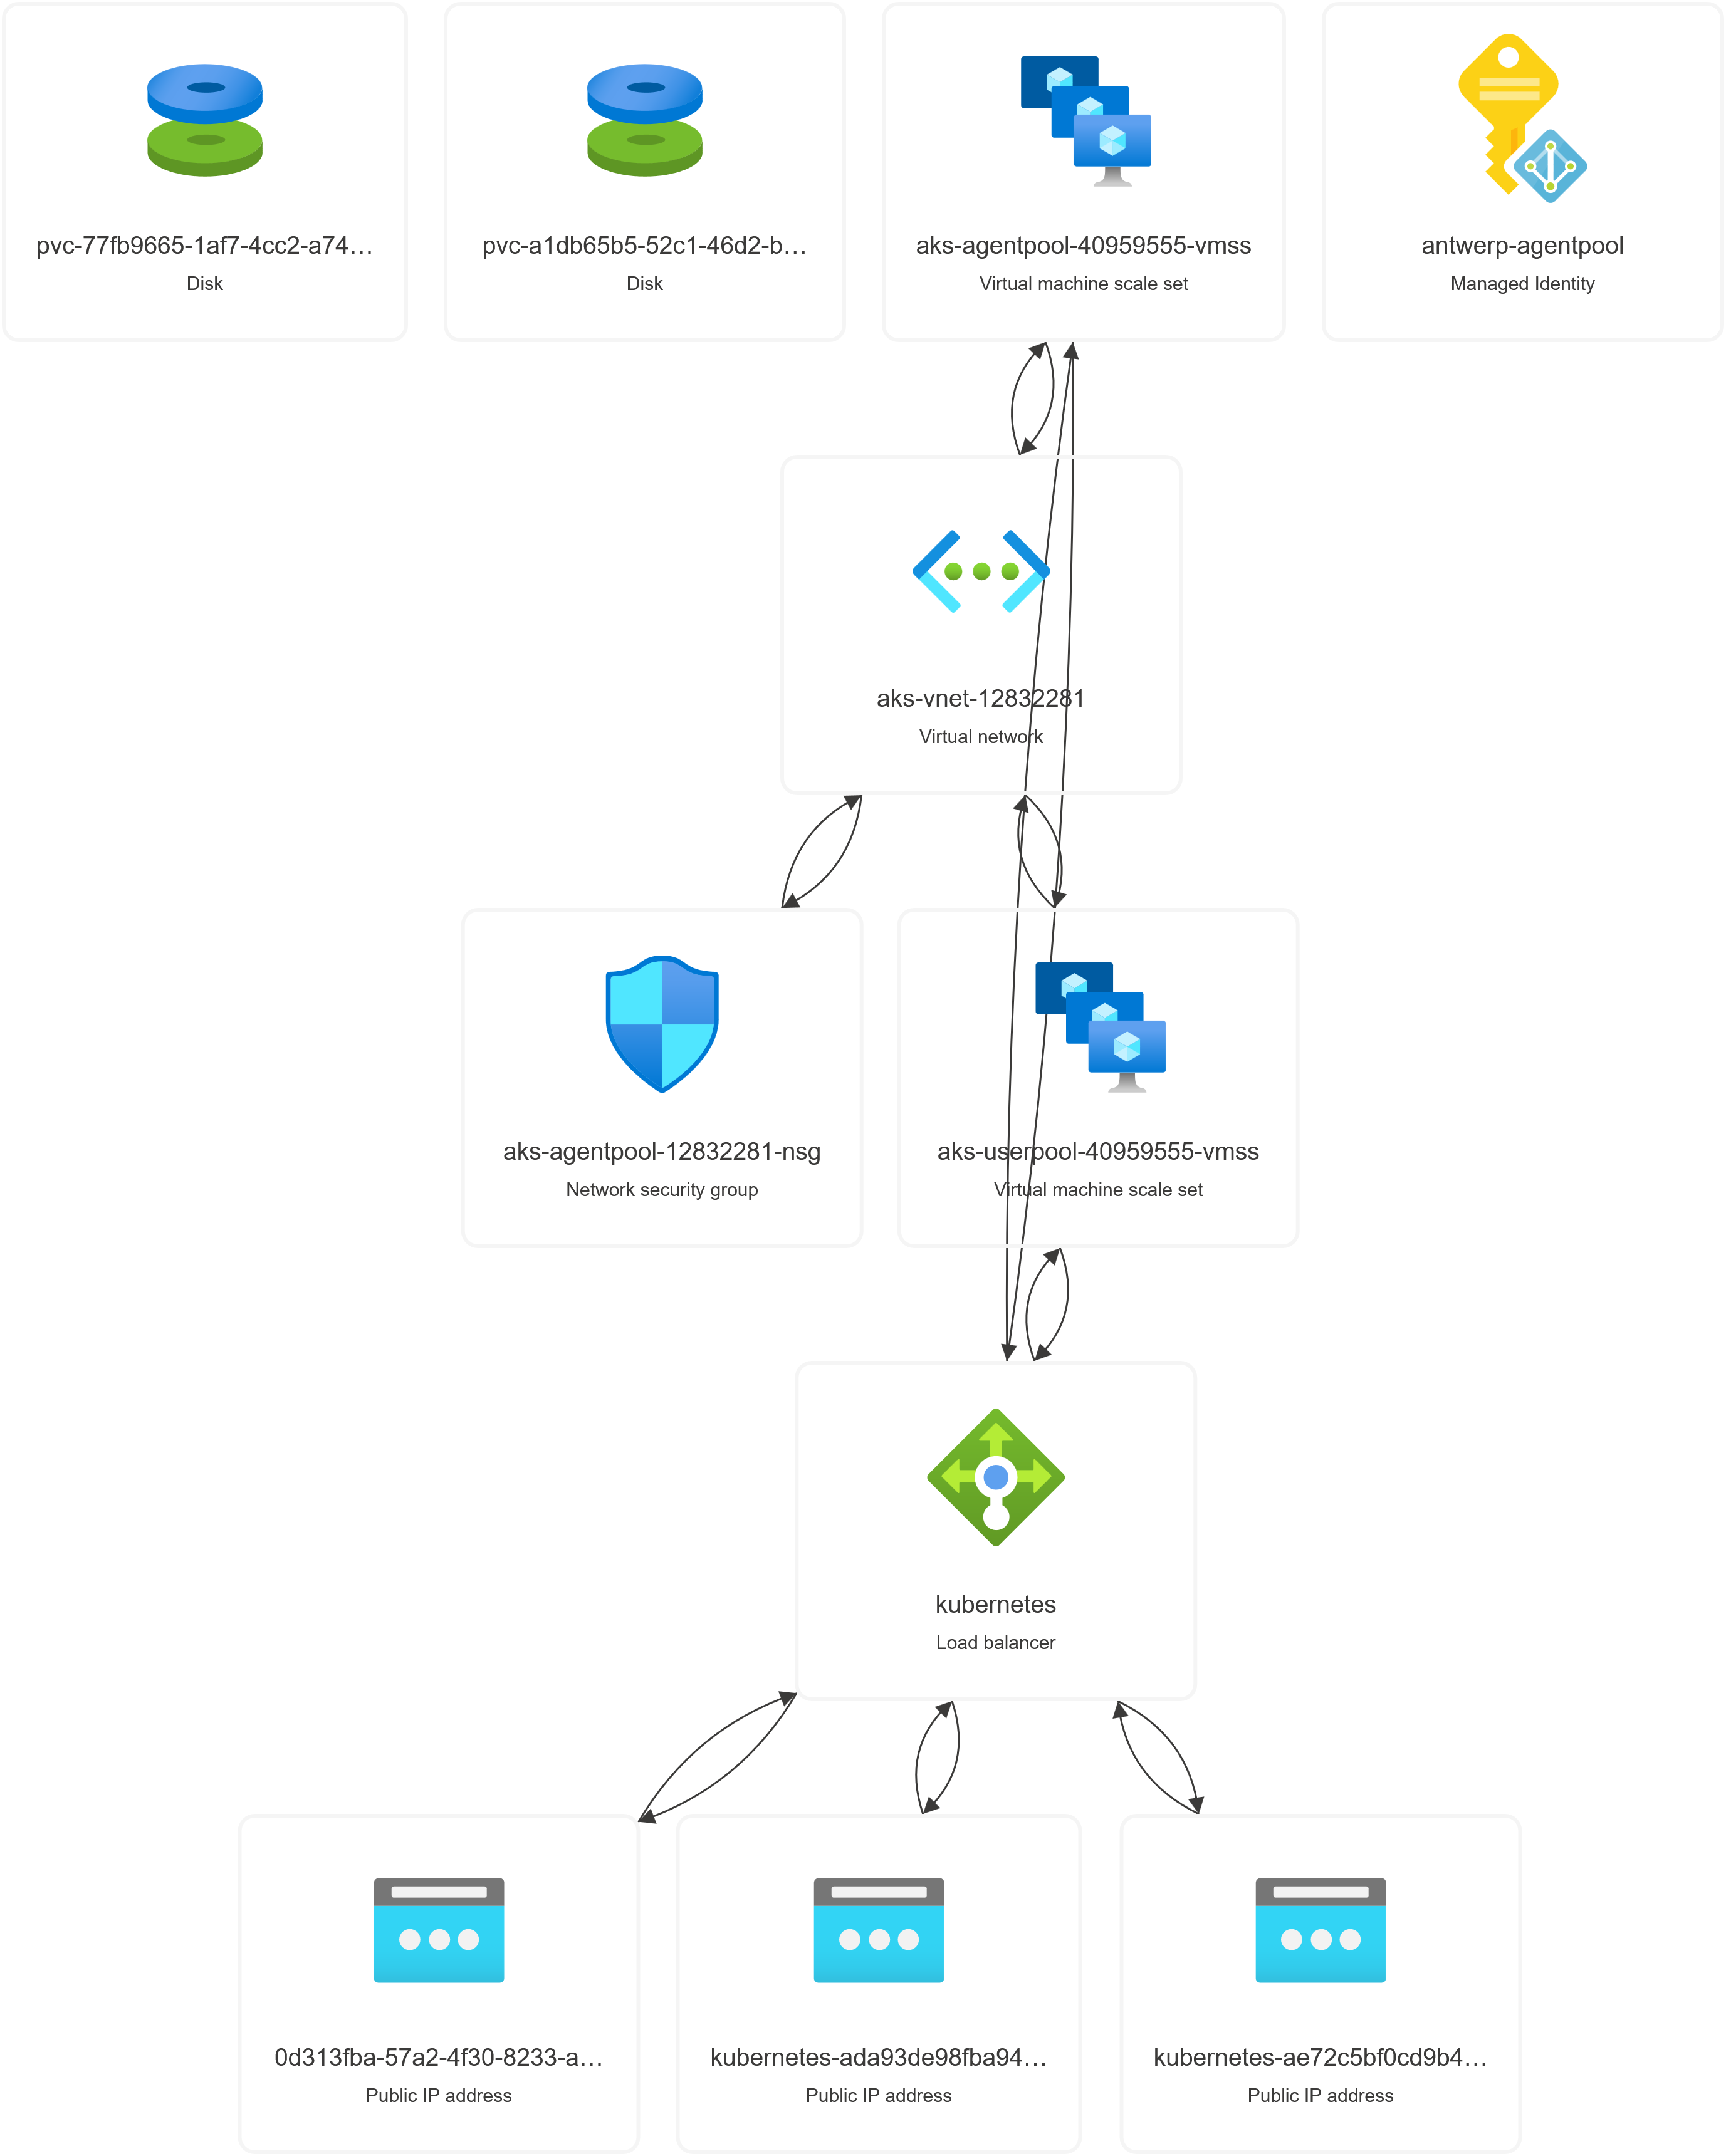 pvc-77fb9665-1af7-4cc2-a74…
Disk
pvc-a1db65b5-52c1-46d2-b…
Disk
aks-agentpool-40959555-vmss
Virtual machine scale set
antwerp-agentpool
Managed Identity
aks-vnet-12832281
Virtual network
aks-agentpool-12832281-nsg
Network security group
aks-userpool-40959555-vmss
Virtual machine scale set
kubernetes
Load balancer
0d313fba-57a2-4f30-8233-a…
Public IP address
kubernetes-ada93de98fba94…
Public IP address
kubernetes-ae72c5bf0cd9b4…
Public IP address